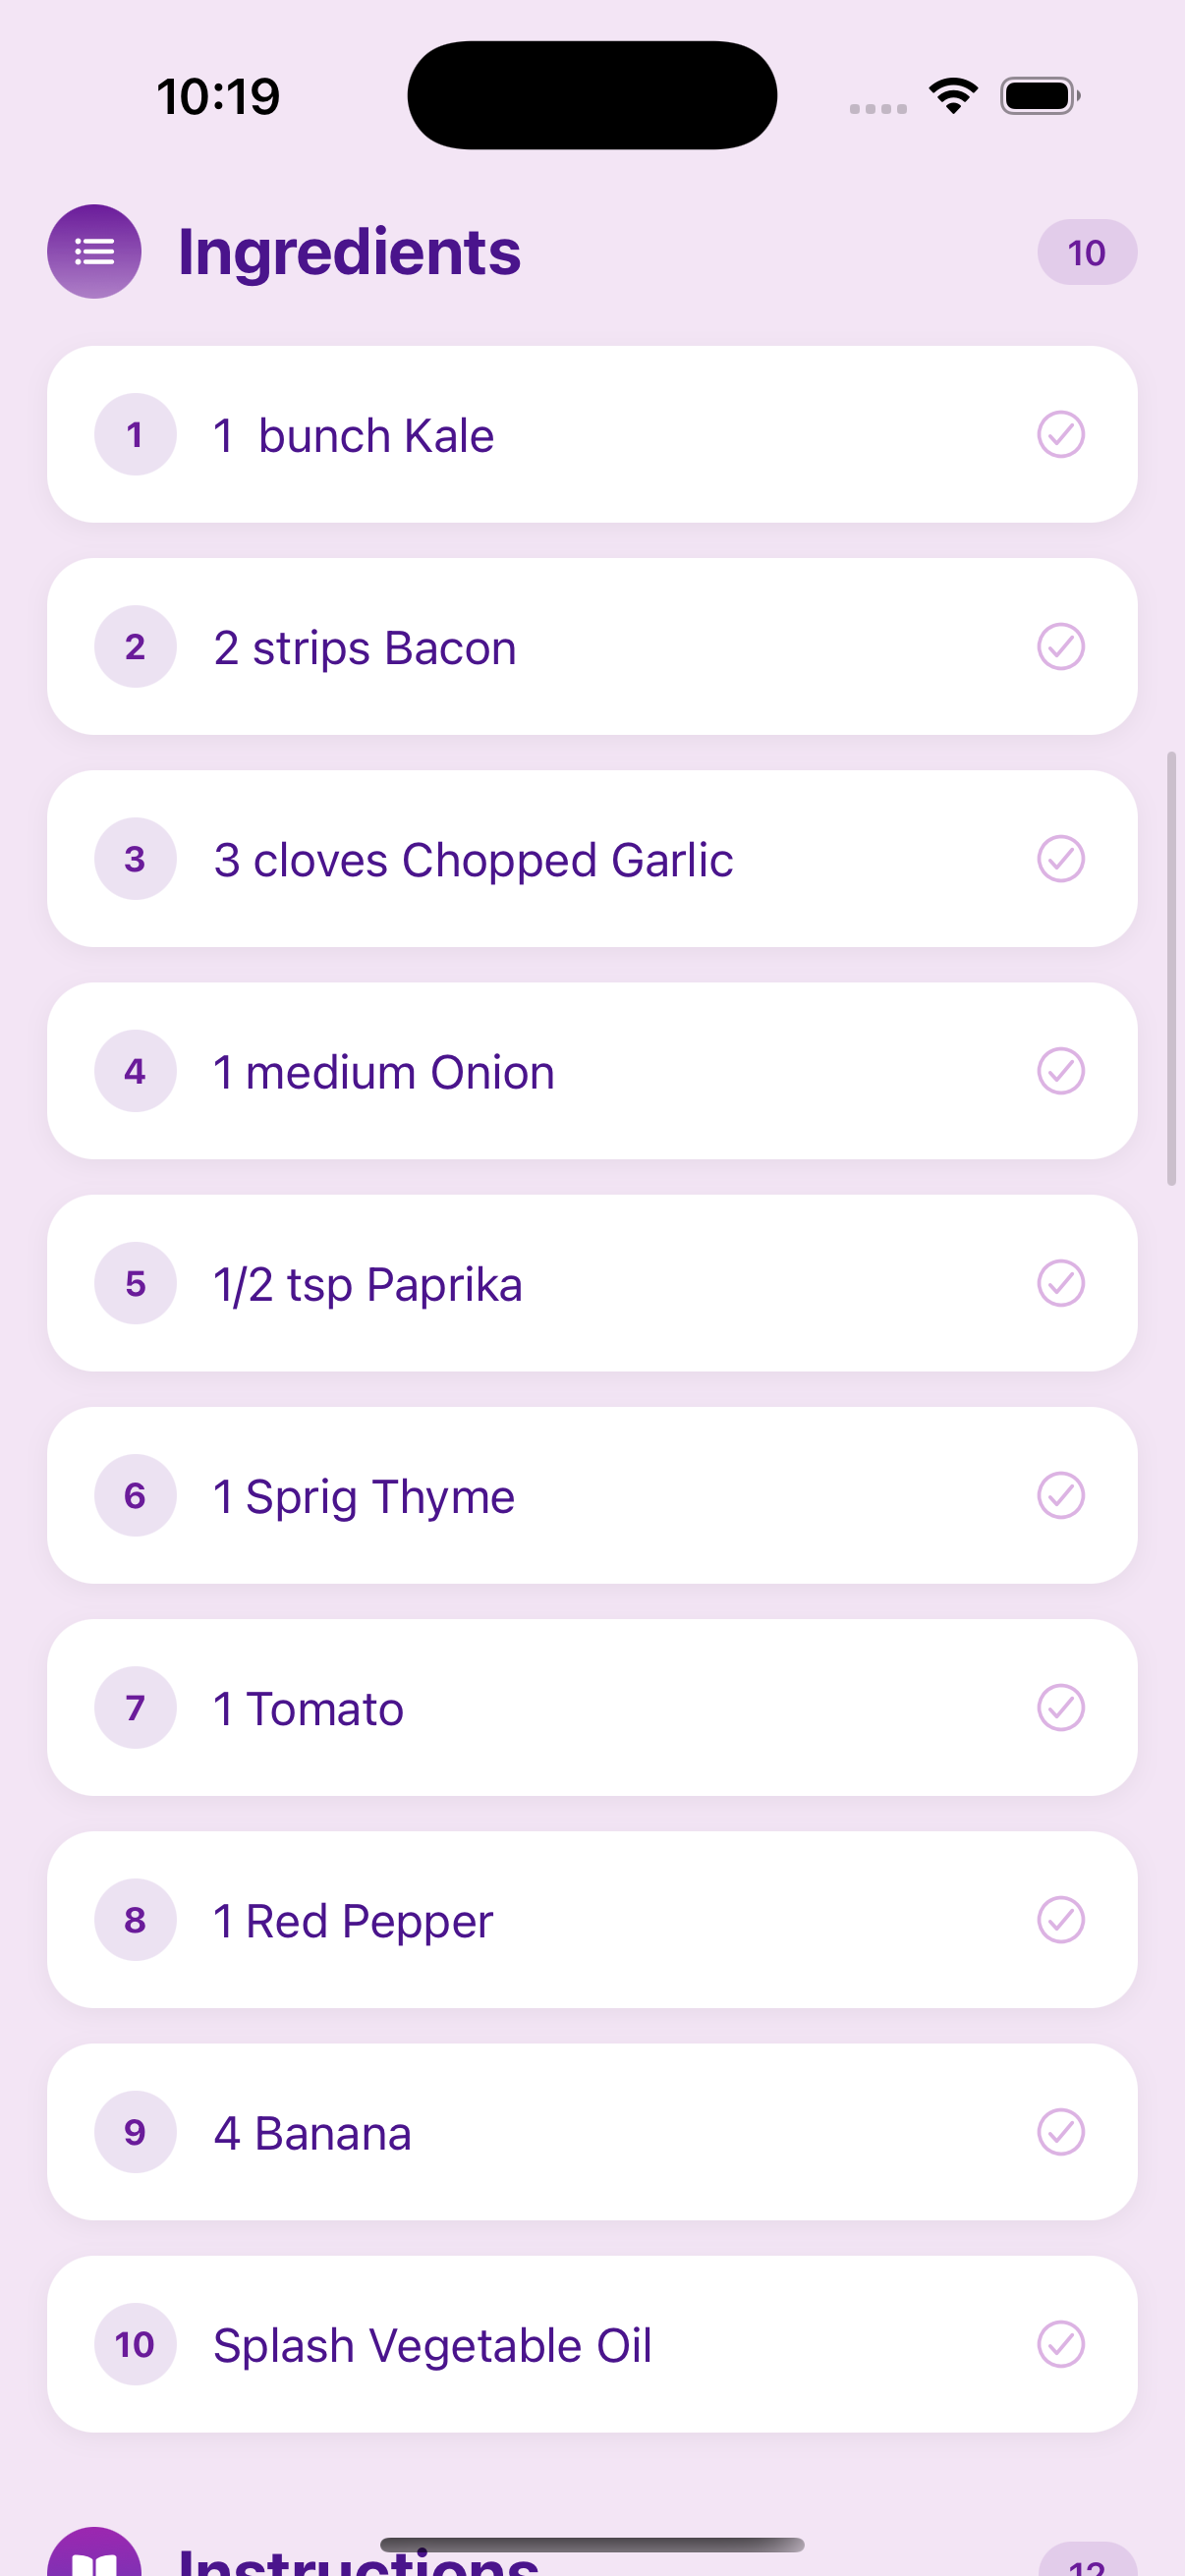 10:19
Ingredients
10
1
1  bunch Kale
2
2 strips Bacon
3
3 cloves Chopped Garlic
4
1 medium Onion
5
1/2 tsp Paprika
6
1 Sprig Thyme
7
1 Tomato
8
1 Red Pepper
9
4 Banana
10
Splash Vegetable Oil
Instructions
12